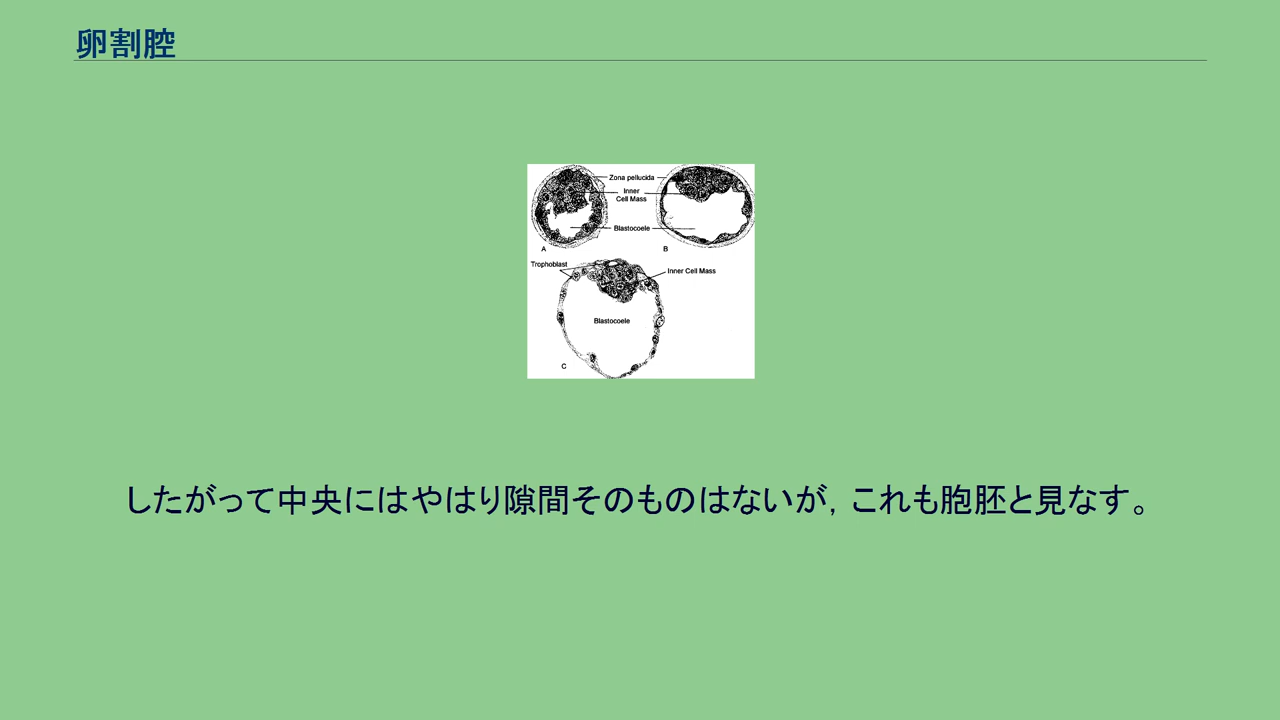 卵割腔
Zona pellucida
Inner
Cell Mass
Blastocoele
A
B
Trophoblast
Inner Cell Mass
Blastocoele
C
したがって中央にはやはり隙間そのものはないが，これも胞胚と見なす。